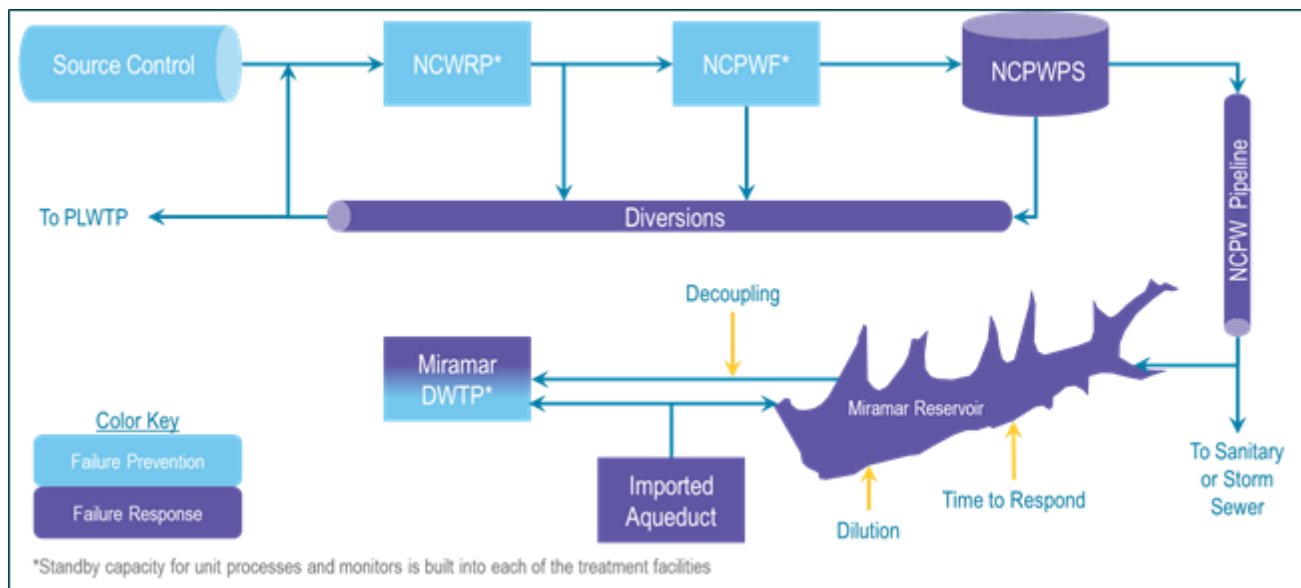 Source Control
NCWRP*
NCPWF*
NCPWPS
NCPW Pipeline
To PLWTP
Diversions
Decoupling
Miramar
DWTP*
Miramar Reservoir
Color Key
Failure Prevention
Failure Response
Imported
Aqueduct
Dilution
Time to Respond
To Sanitary
or Storm
Sewer
*Standby capacity for unit processes and monitors is built into each of the treatment facilities